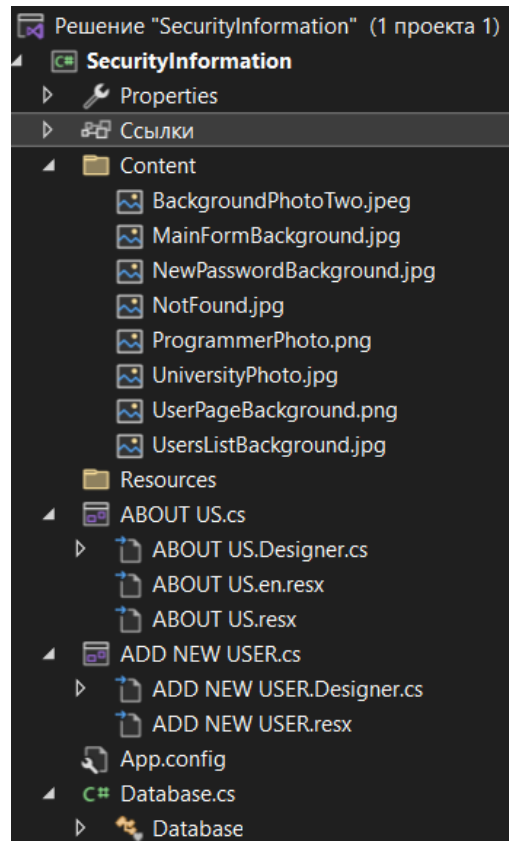 Решение "SecurityInformation" (1 проекта 1)
C# SecurityInformation
Properties
Ссылки
Content
BackgroundPhotoTwo.jpeg
MainFormBackground.jpg
NewPasswordBackground.jpg
NotFound.jpg
ProgrammerPhoto.png
UniversityPhoto.jpg
UserPageBackground.png
UsersListBackground.jpg
Resources
ABOUT US.cs
ABOUT US.Designer.cs
ABOUT US.en.resx
ABOUT US.resx
ADD NEW USER.cs
ADD NEW USER.Designer.cs
ADD NEW USER.resx
App.config
C# Database.cs
Database